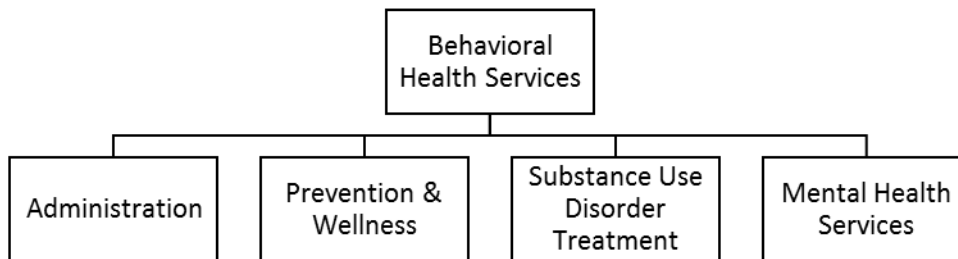 Behavioral
Health Services
Administration
Prevention &
Wellness
Substance Use
Disorder
Treatment
Mental Health
Services